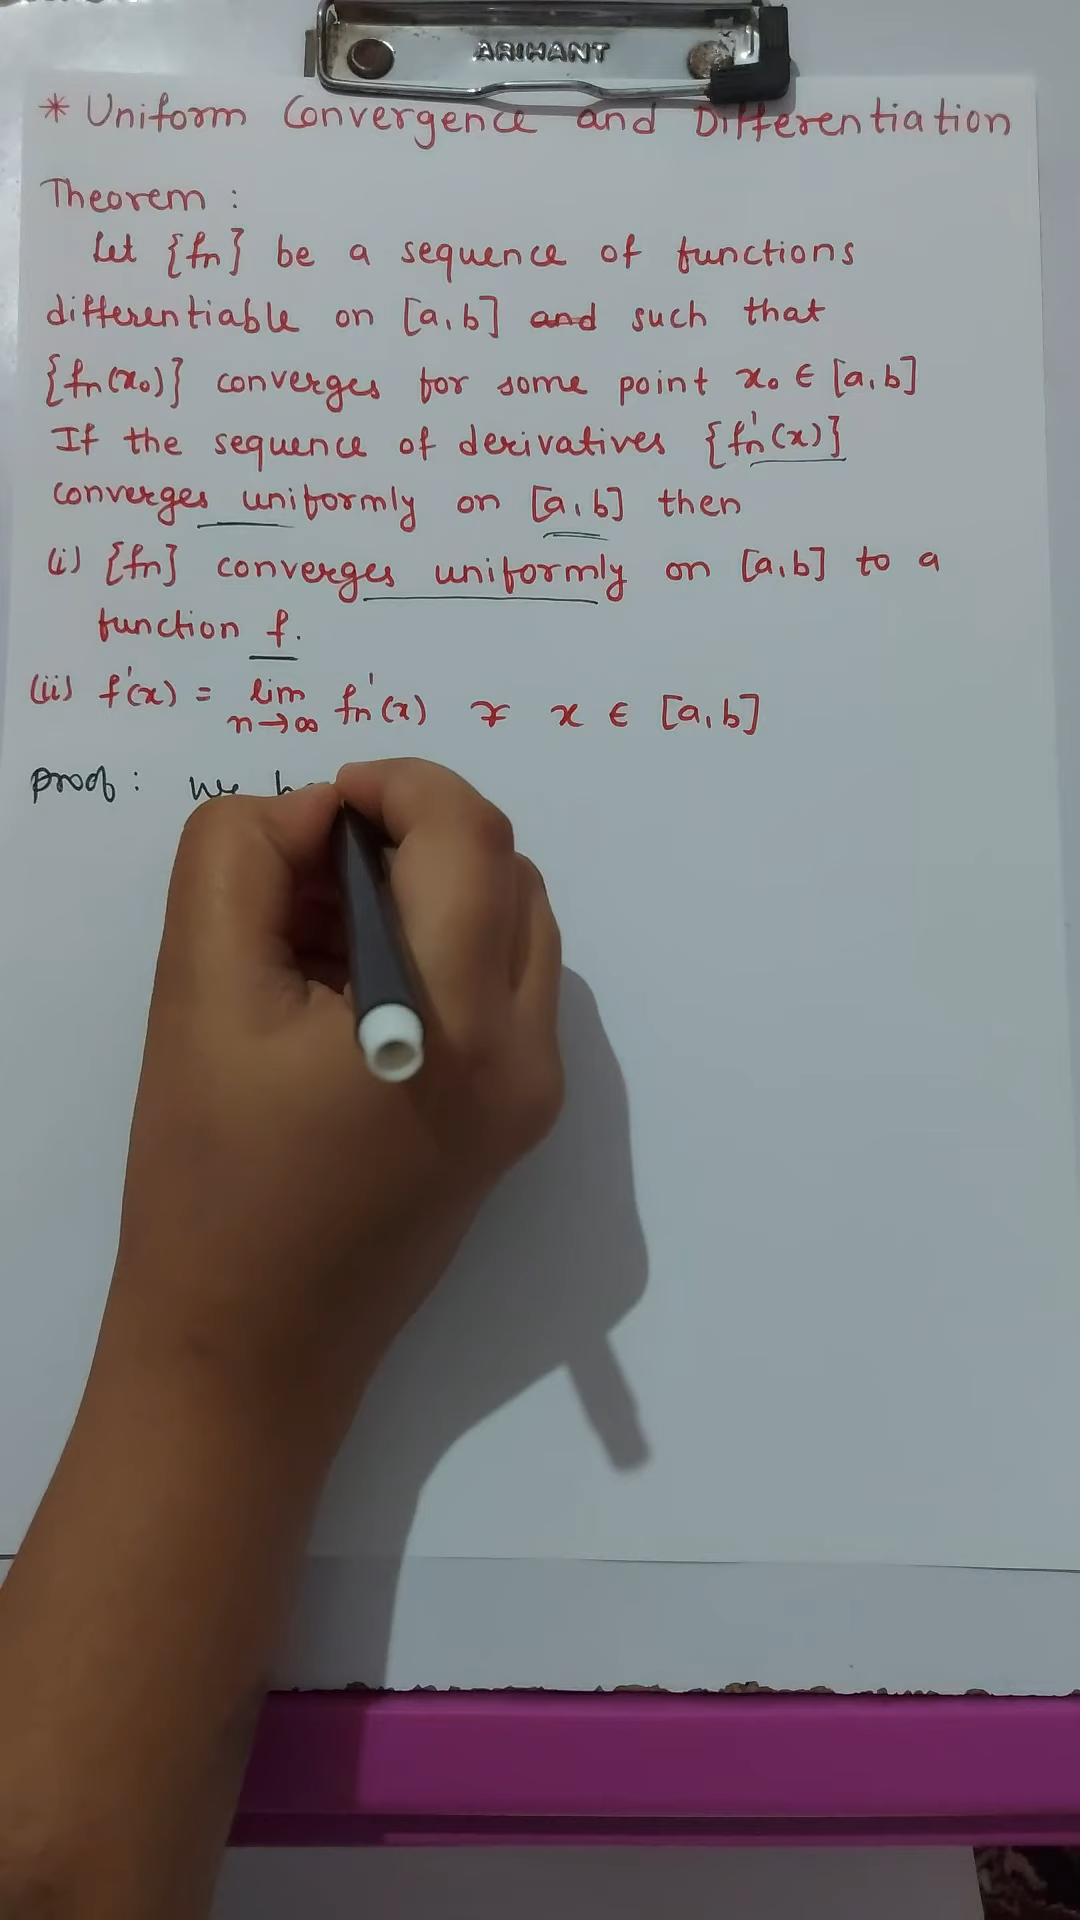 ARIHANT
* Uniform Convergence and Differentiation
Theorem :
Let {fn} be a sequence of functions
differentiable on [a,b] and such that
{fn(x₀)} converges for some point x₀ ∈ [a,b]
If the sequence of derivatives {fn'(x)}
converges uniformly on [a,b] then
(i) {fn} converges uniformly on [a,b] to a
function f.
(ii) f'(x) = lim n→∞ fn'(x) ∀ x ∈ [a,b]
Proof : We